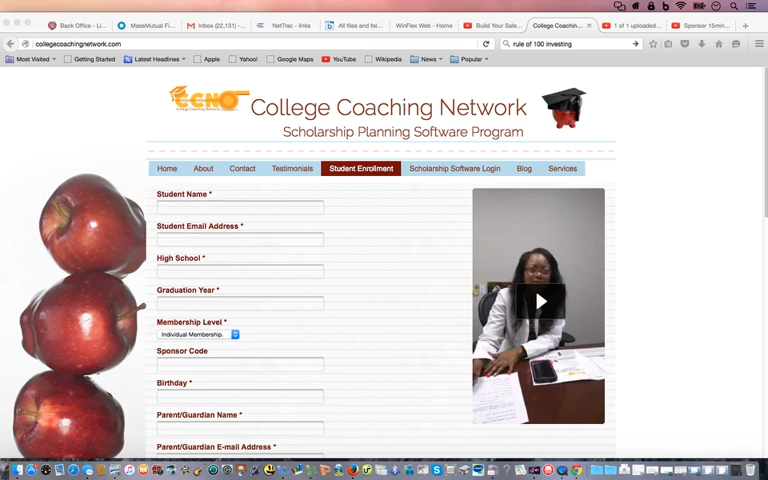 Back Office - Li...
MassMutual Fi...
Inbox (22,131) -...
NetTrac - links
All files and fol...
WinFlex Web - Home
Build Your Sale...
College Coachin...
1 of 1 uploaded...
Sponsor 15min...
collegecoachingnetwork.com
rule of 100 investing
Most Visited
Getting Started
Latest Headlines
Apple
Yahoo!
Google Maps
YouTube
Wikipedia
News
Popular
CCN
College Coaching Network
Scholarship Planning Software Program
Home
About
Contact
Testimonials
Student Enrollment
Scholarship Software Login
Blog
Services
Student Name *
Student Email Address *
High School *
Graduation Year *
Membership Level *
Individual Membership.
Sponsor Code
Birthday *
Parent/Guardian Name *
Parent/Guardian E-mail Address *